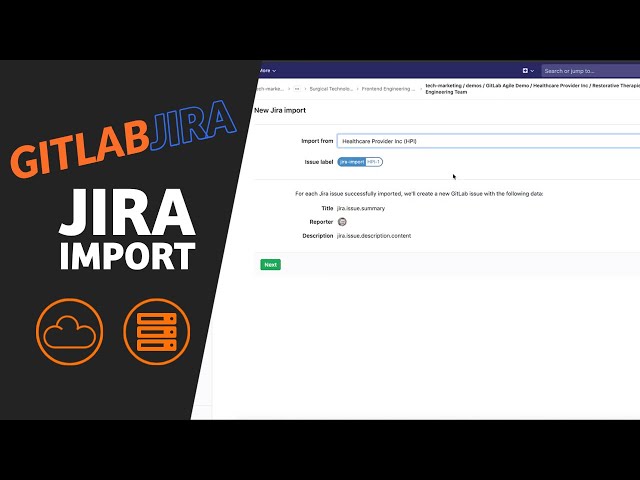 GITLAB JIRA
JIRA
IMPORT
More
Search or jump to...
tech-marke...
Surgical Technolo...
Frontend Engineering ...
tech-marketing / demos / GitLab Agile Demo / Healthcare Provider Inc / Restorative Therapie
Engineering Team
New Jira import
Import from
Healthcare Provider Inc (HPI)
Issue label
jira-import HPI-1
For each Jira issue successfully imported, we'll create a new GitLab issue with the following data:
Title jira.issue.summary
Reporter
Description jira.issue.description.content
Next